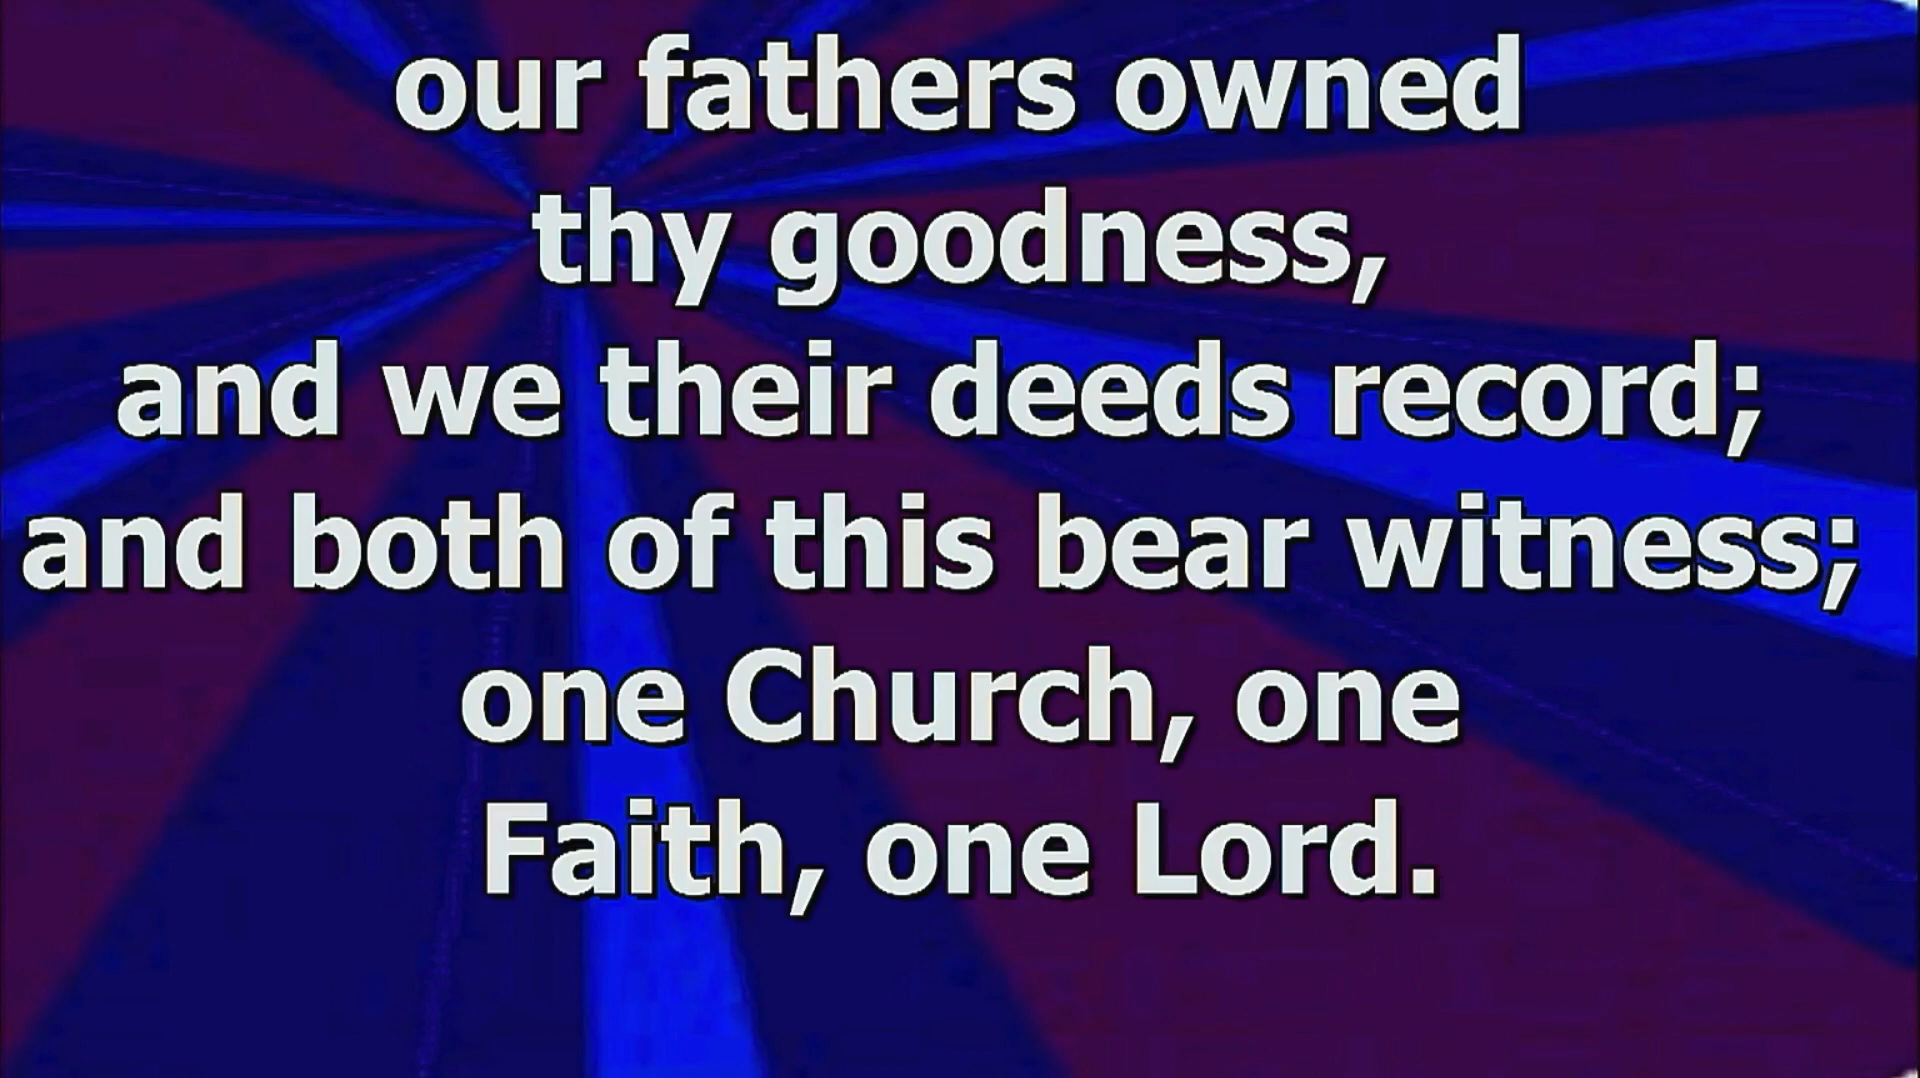 our fathers owned
thy goodness,
and we their deeds record;
and both of this bear witness;
one Church, one
Faith, one Lord.